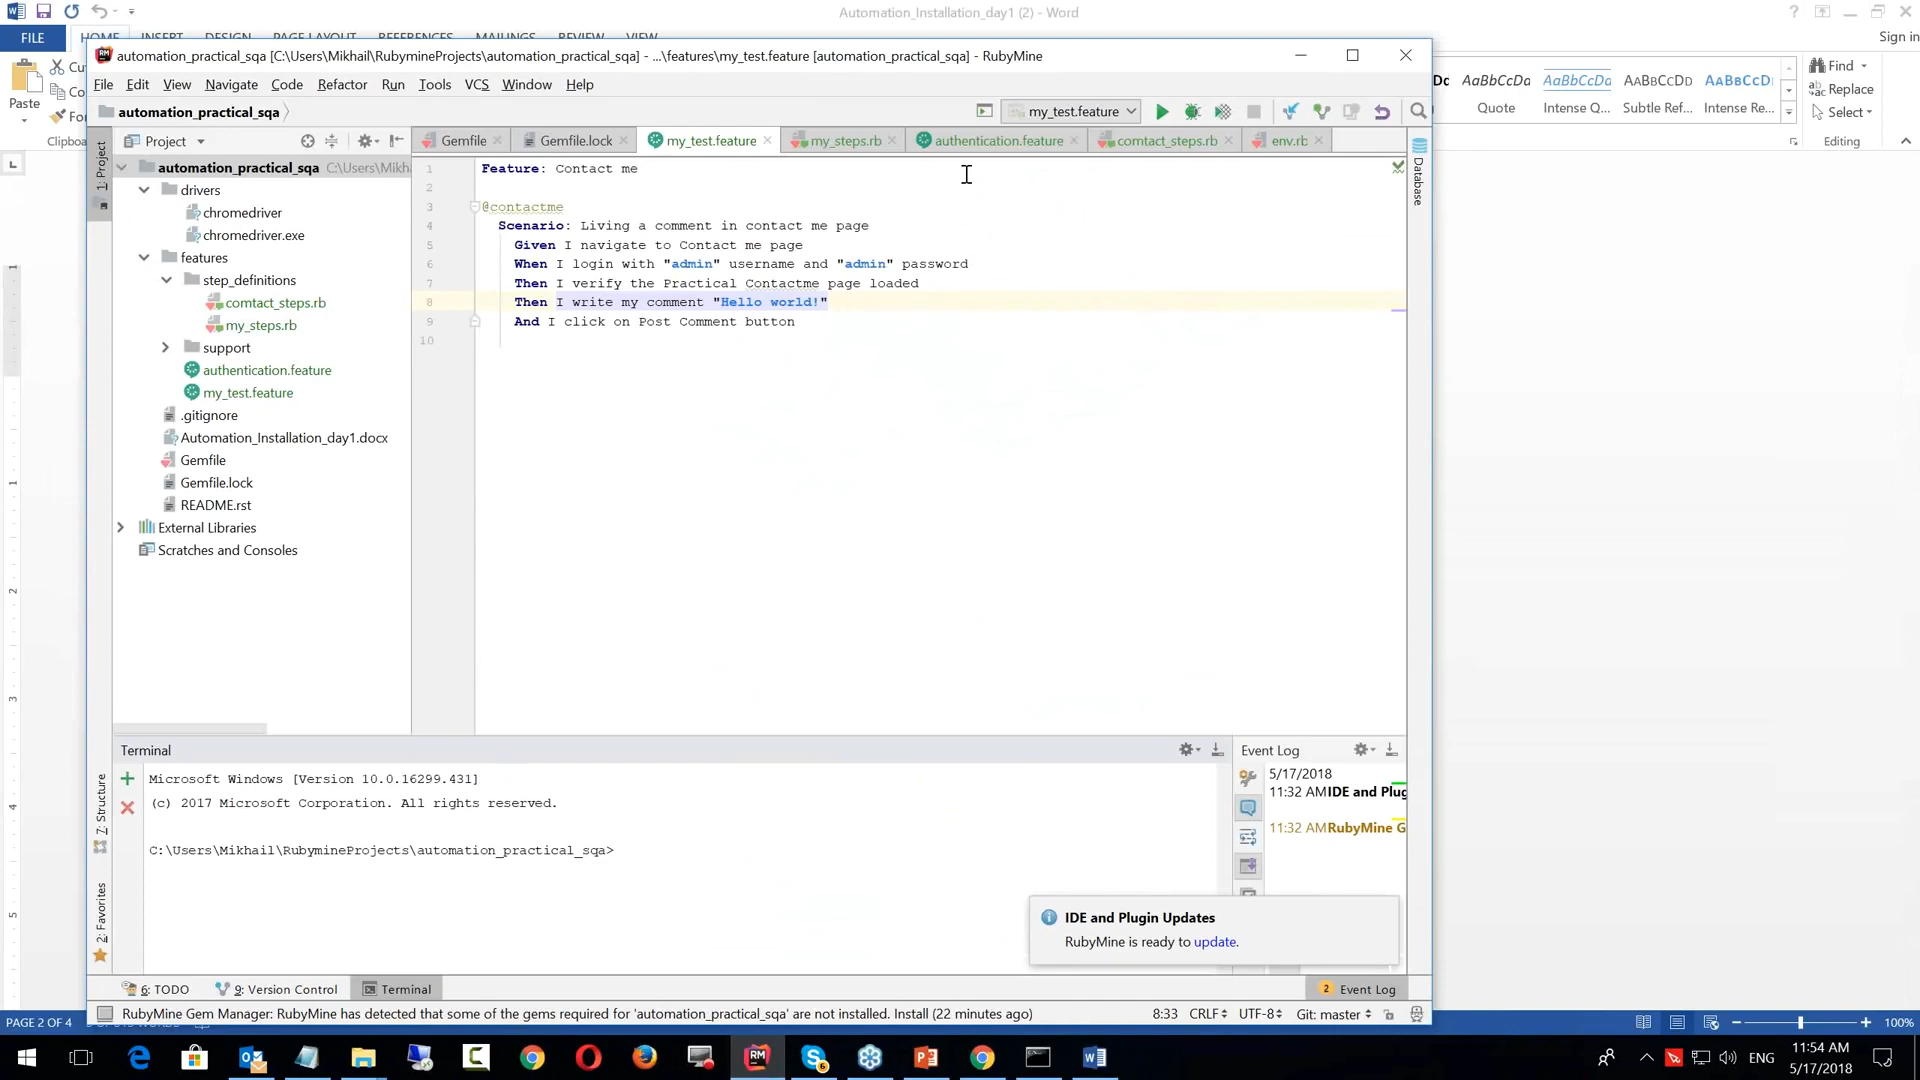 Automation_Installation_day1 (2) - Word
Sign in
FILE
HOME
INSERT
DESIGN
PAGE LAYOUT
REFERENCES
MAILINGS
REVIEW
VIEW
Paste
Clipboa
AaBbCcDa
AaBbCcDa
AaBbCcDd
AaBbCcD
Quote
Intense Q...
Subtle Ref...
Intense Re...
Find
Replace
Select
Editing
automation_practical_sqa [C:\Users\Mikhail\RubymineProjects\automation_practical_sqa] - ...\features\my_test.feature [automation_practical_sqa] - RubyMine
File Edit View Navigate Code Refactor Run Tools VCS Window Help
automation_practical_sqa
my_test.feature
Project
Gemfile
Gemfile.lock
my_test.feature
my_steps.rb
authentication.feature
comtact_steps.rb
env.rb
1: Project
7: Structure
2: Favorites
Database
automation_practical_sqa C:\Users\Mikh
drivers
chromedriver
chromedriver.exe
features
step_definitions
comtact_steps.rb
my_steps.rb
support
authentication.feature
my_test.feature
.gitignore
Automation_Installation_day1.docx
Gemfile
Gemfile.lock
README.rst
External Libraries
Scratches and Consoles
1 Feature: Contact me
2
3 @contactme
4 Scenario: Living a comment in contact me page
5 Given I navigate to Contact me page
6 When I login with "admin" username and "admin" password
7 Then I verify the Practical Contactme page loaded
8 Then I write my comment "Hello world!"
9 And I click on Post Comment button
10
Terminal
Microsoft Windows [Version 10.0.16299.431]
(c) 2017 Microsoft Corporation. All rights reserved.
C:\Users\Mikhail\RubymineProjects\automation_practical_sqa>
Event Log
5/17/2018
11:32 AM IDE and Plug
11:32 AM RubyMine G
IDE and Plugin Updates
RubyMine is ready to update.
6: TODO
9: Version Control
Terminal
2 Event Log
RubyMine Gem Manager: RubyMine has detected that some of the gems required for 'automation_practical_sqa' are not installed. Install (22 minutes ago)
8:33 CRLF UTF-8 Git: master
PAGE 2 OF 4
100%
ENG
11:54 AM
5/17/2018